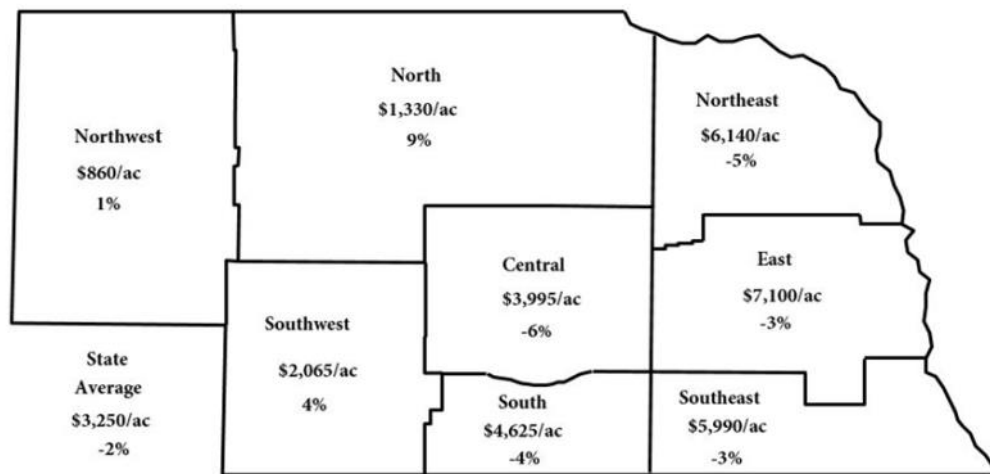 North
$1,330/ac
9%
Northeast
$6,140/ac
-5%
Northwest
$860/ac
1%
Central
$3,995/ac
-6%
East
$7,100/ac
-3%
Southwest
$2,065/ac
4%
State
Average
$3,250/ac
-2%
South
$4,625/ac
-4%
Southeast
$5,990/ac
-3%